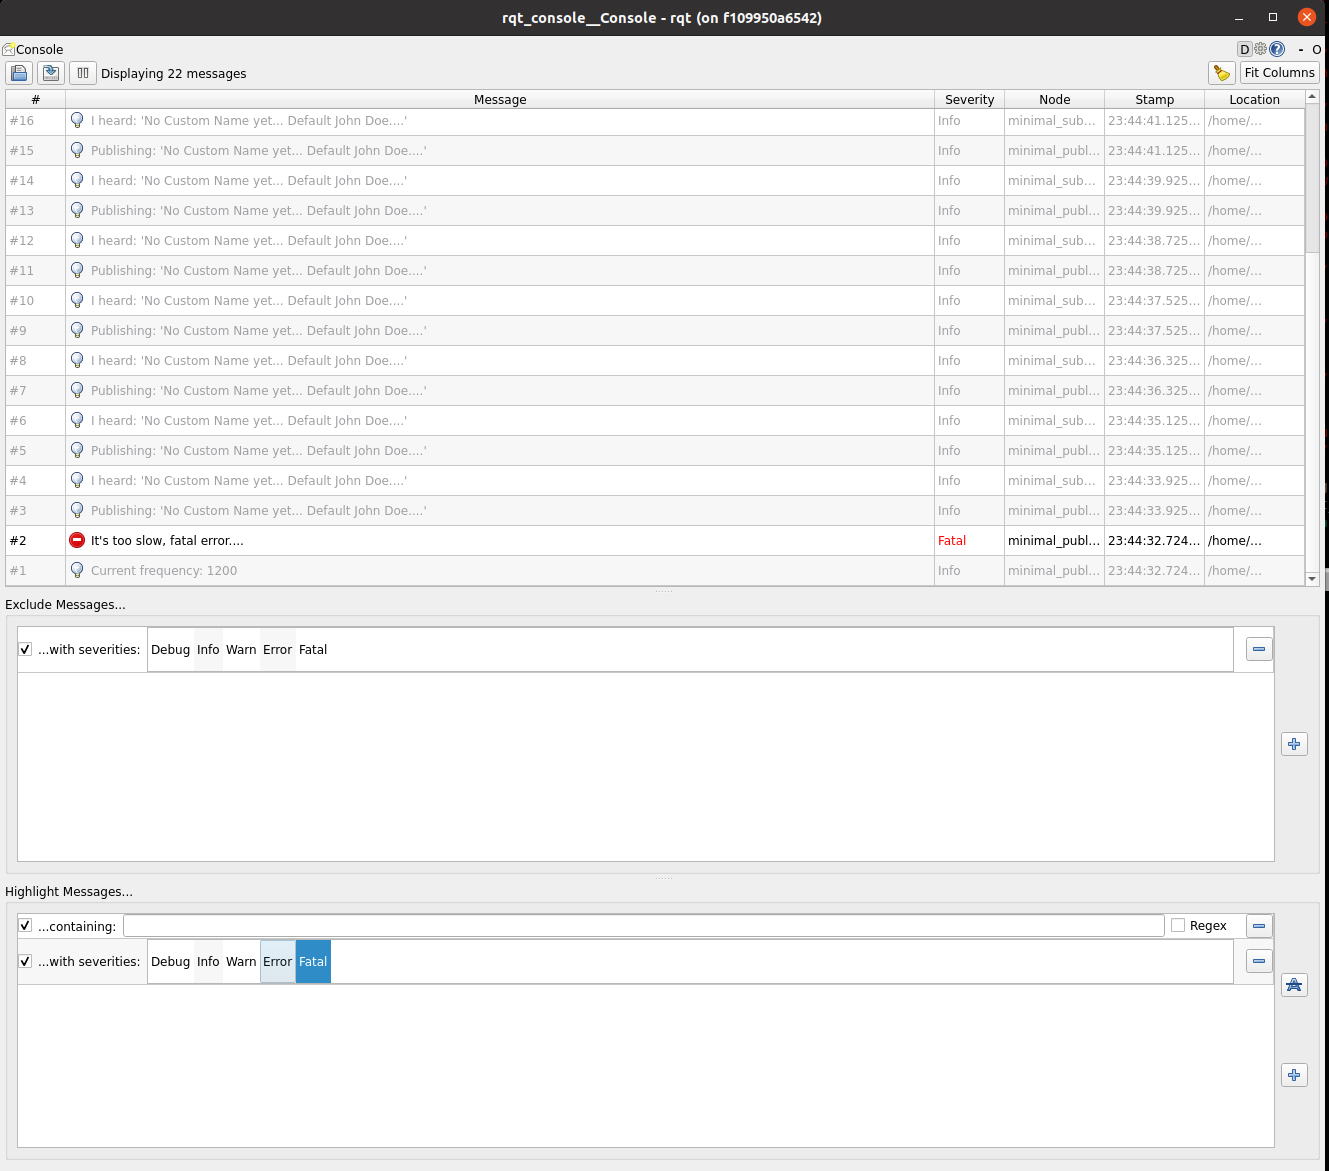 rqt_console__Console - rqt (on f109950a6542)
Console D ? - O
Displaying 22 messages Fit Columns
# Message Severity Node Stamp Location
#16 I heard: 'No Custom Name yet... Default John Doe....' Info minimal_sub... 23:44:41.125... /home/...
#15 Publishing: 'No Custom Name yet... Default John Doe....' Info minimal_publ... 23:44:41.125... /home/...
#14 I heard: 'No Custom Name yet... Default John Doe....' Info minimal_sub... 23:44:39.925... /home/...
#13 Publishing: 'No Custom Name yet... Default John Doe....' Info minimal_publ... 23:44:39.925... /home/...
#12 I heard: 'No Custom Name yet... Default John Doe....' Info minimal_sub... 23:44:38.725... /home/...
#11 Publishing: 'No Custom Name yet... Default John Doe....' Info minimal_publ... 23:44:38.725... /home/...
#10 I heard: 'No Custom Name yet... Default John Doe....' Info minimal_sub... 23:44:37.525... /home/...
#9 Publishing: 'No Custom Name yet... Default John Doe....' Info minimal_publ... 23:44:37.525... /home/...
#8 I heard: 'No Custom Name yet... Default John Doe....' Info minimal_sub... 23:44:36.325... /home/...
#7 Publishing: 'No Custom Name yet... Default John Doe....' Info minimal_publ... 23:44:36.325... /home/...
#6 I heard: 'No Custom Name yet... Default John Doe....' Info minimal_sub... 23:44:35.125... /home/...
#5 Publishing: 'No Custom Name yet... Default John Doe....' Info minimal_publ... 23:44:35.125... /home/...
#4 I heard: 'No Custom Name yet... Default John Doe....' Info minimal_sub... 23:44:33.925... /home/...
#3 Publishing: 'No Custom Name yet... Default John Doe....' Info minimal_publ... 23:44:33.925... /home/...
#2 It's too slow, fatal error.... Fatal minimal_publ... 23:44:32.724... /home/...
#1 Current frequency: 1200 Info minimal_publ... 23:44:32.724... /home/...
Exclude Messages...
...with severities: Debug Info Warn Error Fatal
Highlight Messages...
...containing: Regex
...with severities: Debug Info Warn Error Fatal